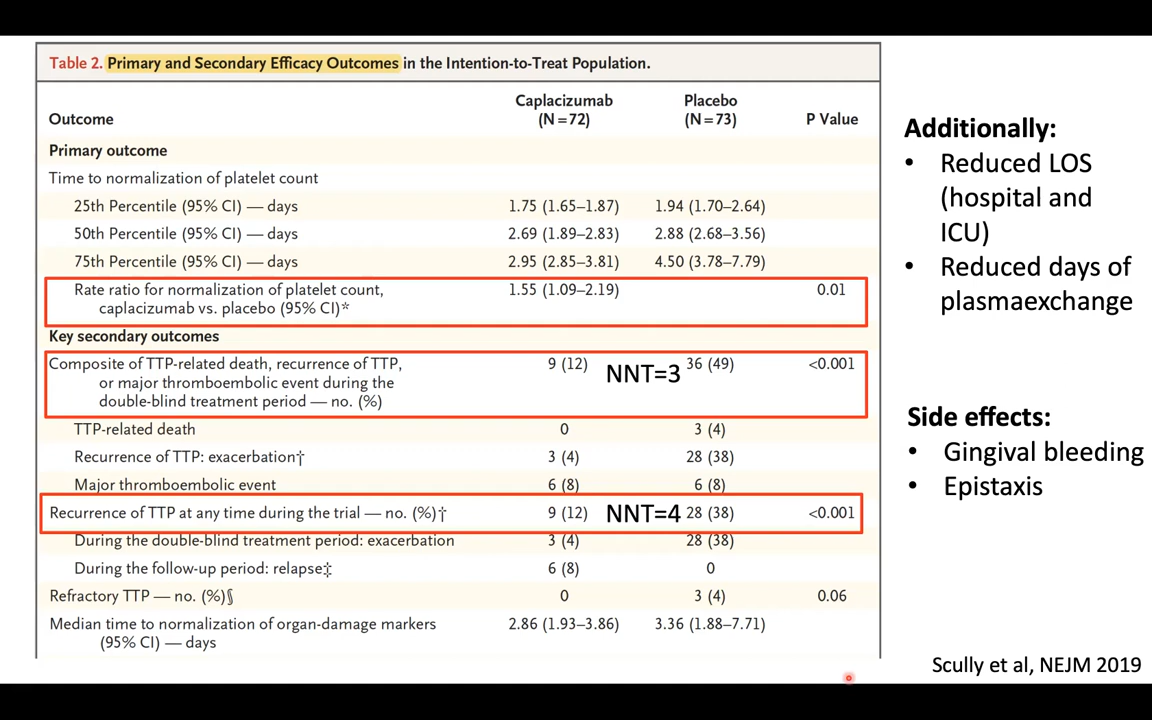 Table 2. Primary and Secondary Efficacy Outcomes in the Intention-to-Treat Population.
Outcome Caplacizumab (N=72) Placebo (N=73) P Value
Primary outcome
Time to normalization of platelet count
25th Percentile (95% CI) — days 1.75 (1.65–1.87) 1.94 (1.70–2.64)
50th Percentile (95% CI) — days 2.69 (1.89–2.83) 2.88 (2.68–3.56)
75th Percentile (95% CI) — days 2.95 (2.85–3.81) 4.50 (3.78–7.79)
Rate ratio for normalization of platelet count, 1.55 (1.09–2.19) 0.01
caplacizumab vs. placebo (95% CI)*
Key secondary outcomes
Composite of TTP-related death, recurrence of TTP, 9 (12) NNT=3 36 (49) <0.001
or major thromboembolic event during the
double-blind treatment period — no. (%)
TTP-related death 0 3 (4)
Recurrence of TTP: exacerbation† 3 (4) 28 (38)
Major thromboembolic event 6 (8) 6 (8)
Recurrence of TTP at any time during the trial — no. (%)† 9 (12) NNT=4 28 (38) <0.001
During the double-blind treatment period: exacerbation 3 (4) 28 (38)
During the follow-up period: relapse‡ 6 (8) 0
Refractory TTP — no. (%)§ 0 3 (4) 0.06
Median time to normalization of organ-damage markers 2.86 (1.93–3.86) 3.36 (1.88–7.71)
(95% CI) — days
Additionally:
• Reduced LOS
(hospital and
ICU)
• Reduced days of
plasmaexchange
Side effects:
• Gingival bleeding
• Epistaxis
Scully et al, NEJM 2019